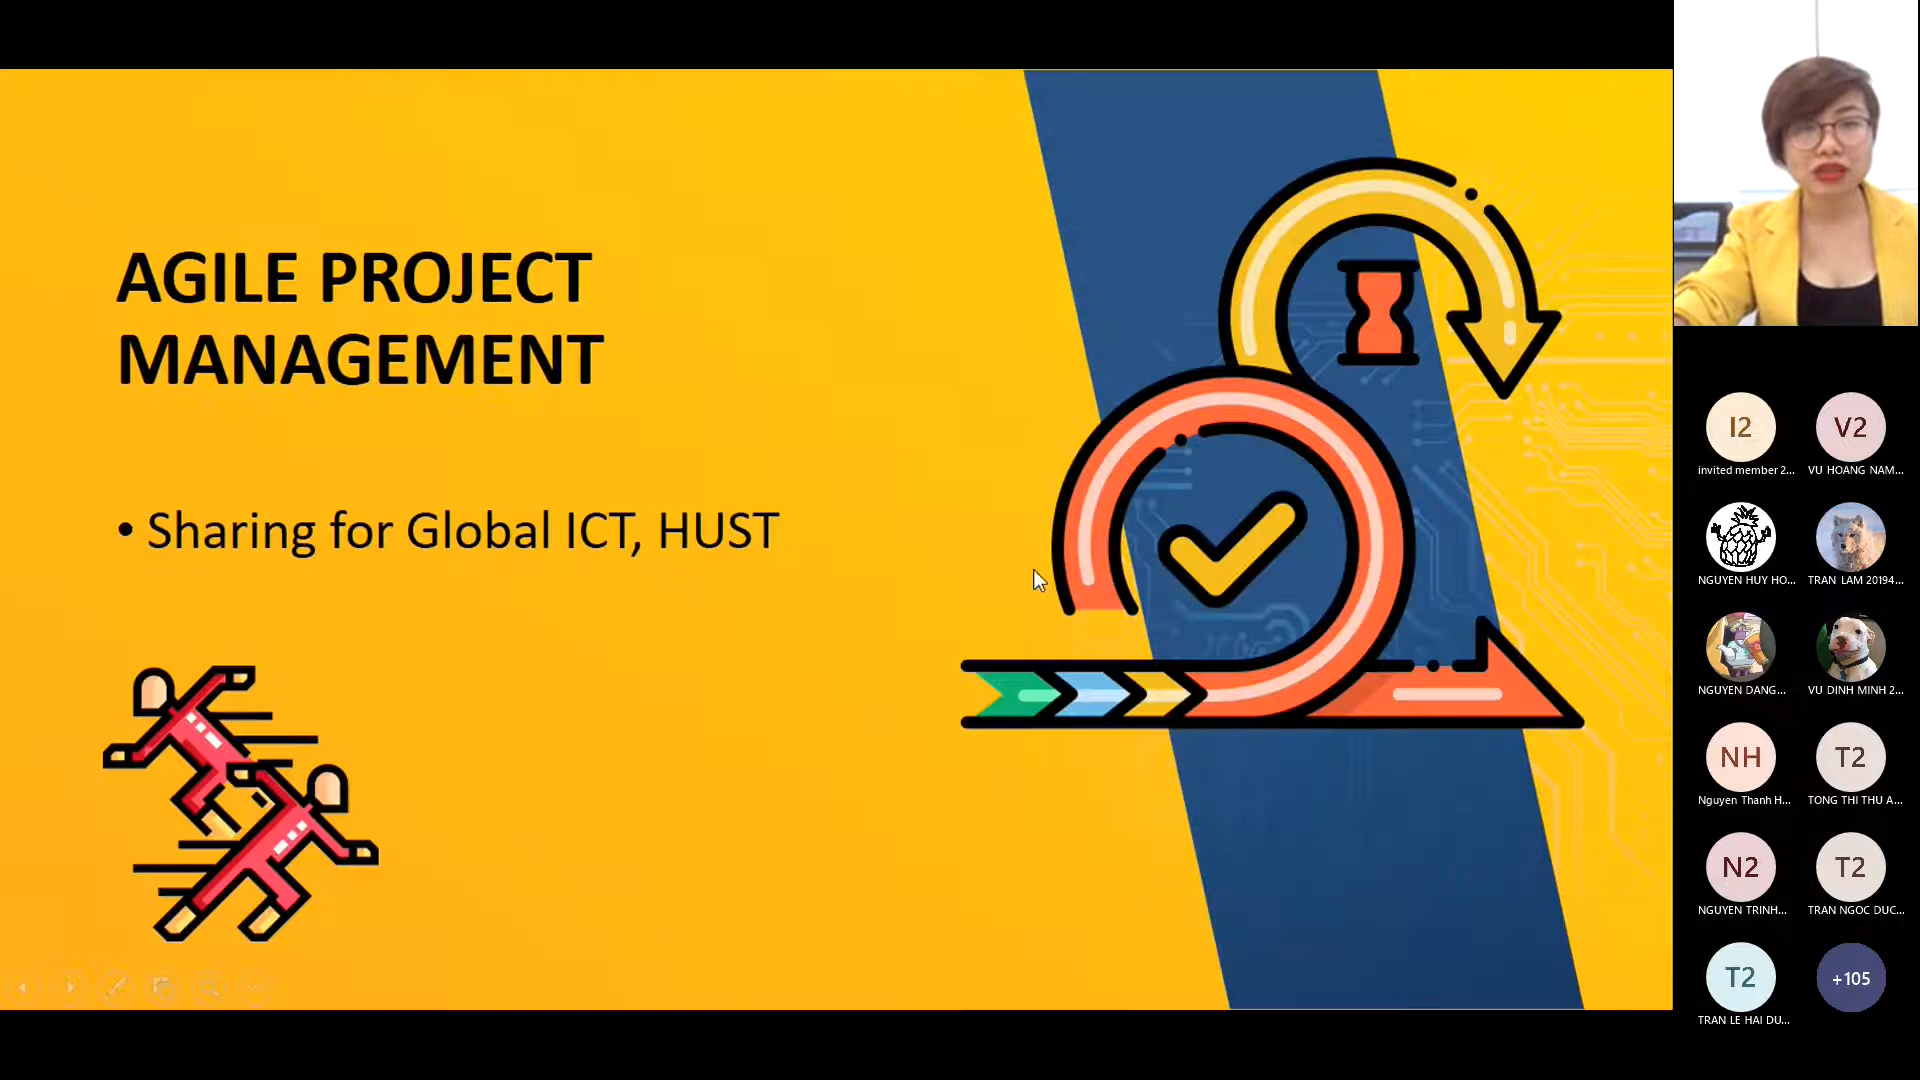 AGILE PROJECT
MANAGEMENT
• Sharing for Global ICT, HUST
I2
invited member 2...
V2
VU HOANG NAM...
NGUYEN HUY HO...
TRAN LAM 20194...
NGUYEN DANG...
VU DINH MINH 2...
NH
Nguyen Thanh H...
T2
TONG THI THU A...
N2
NGUYEN TRINH...
T2
TRAN NGOC DUC...
T2
TRAN LE HAI DU...
+105